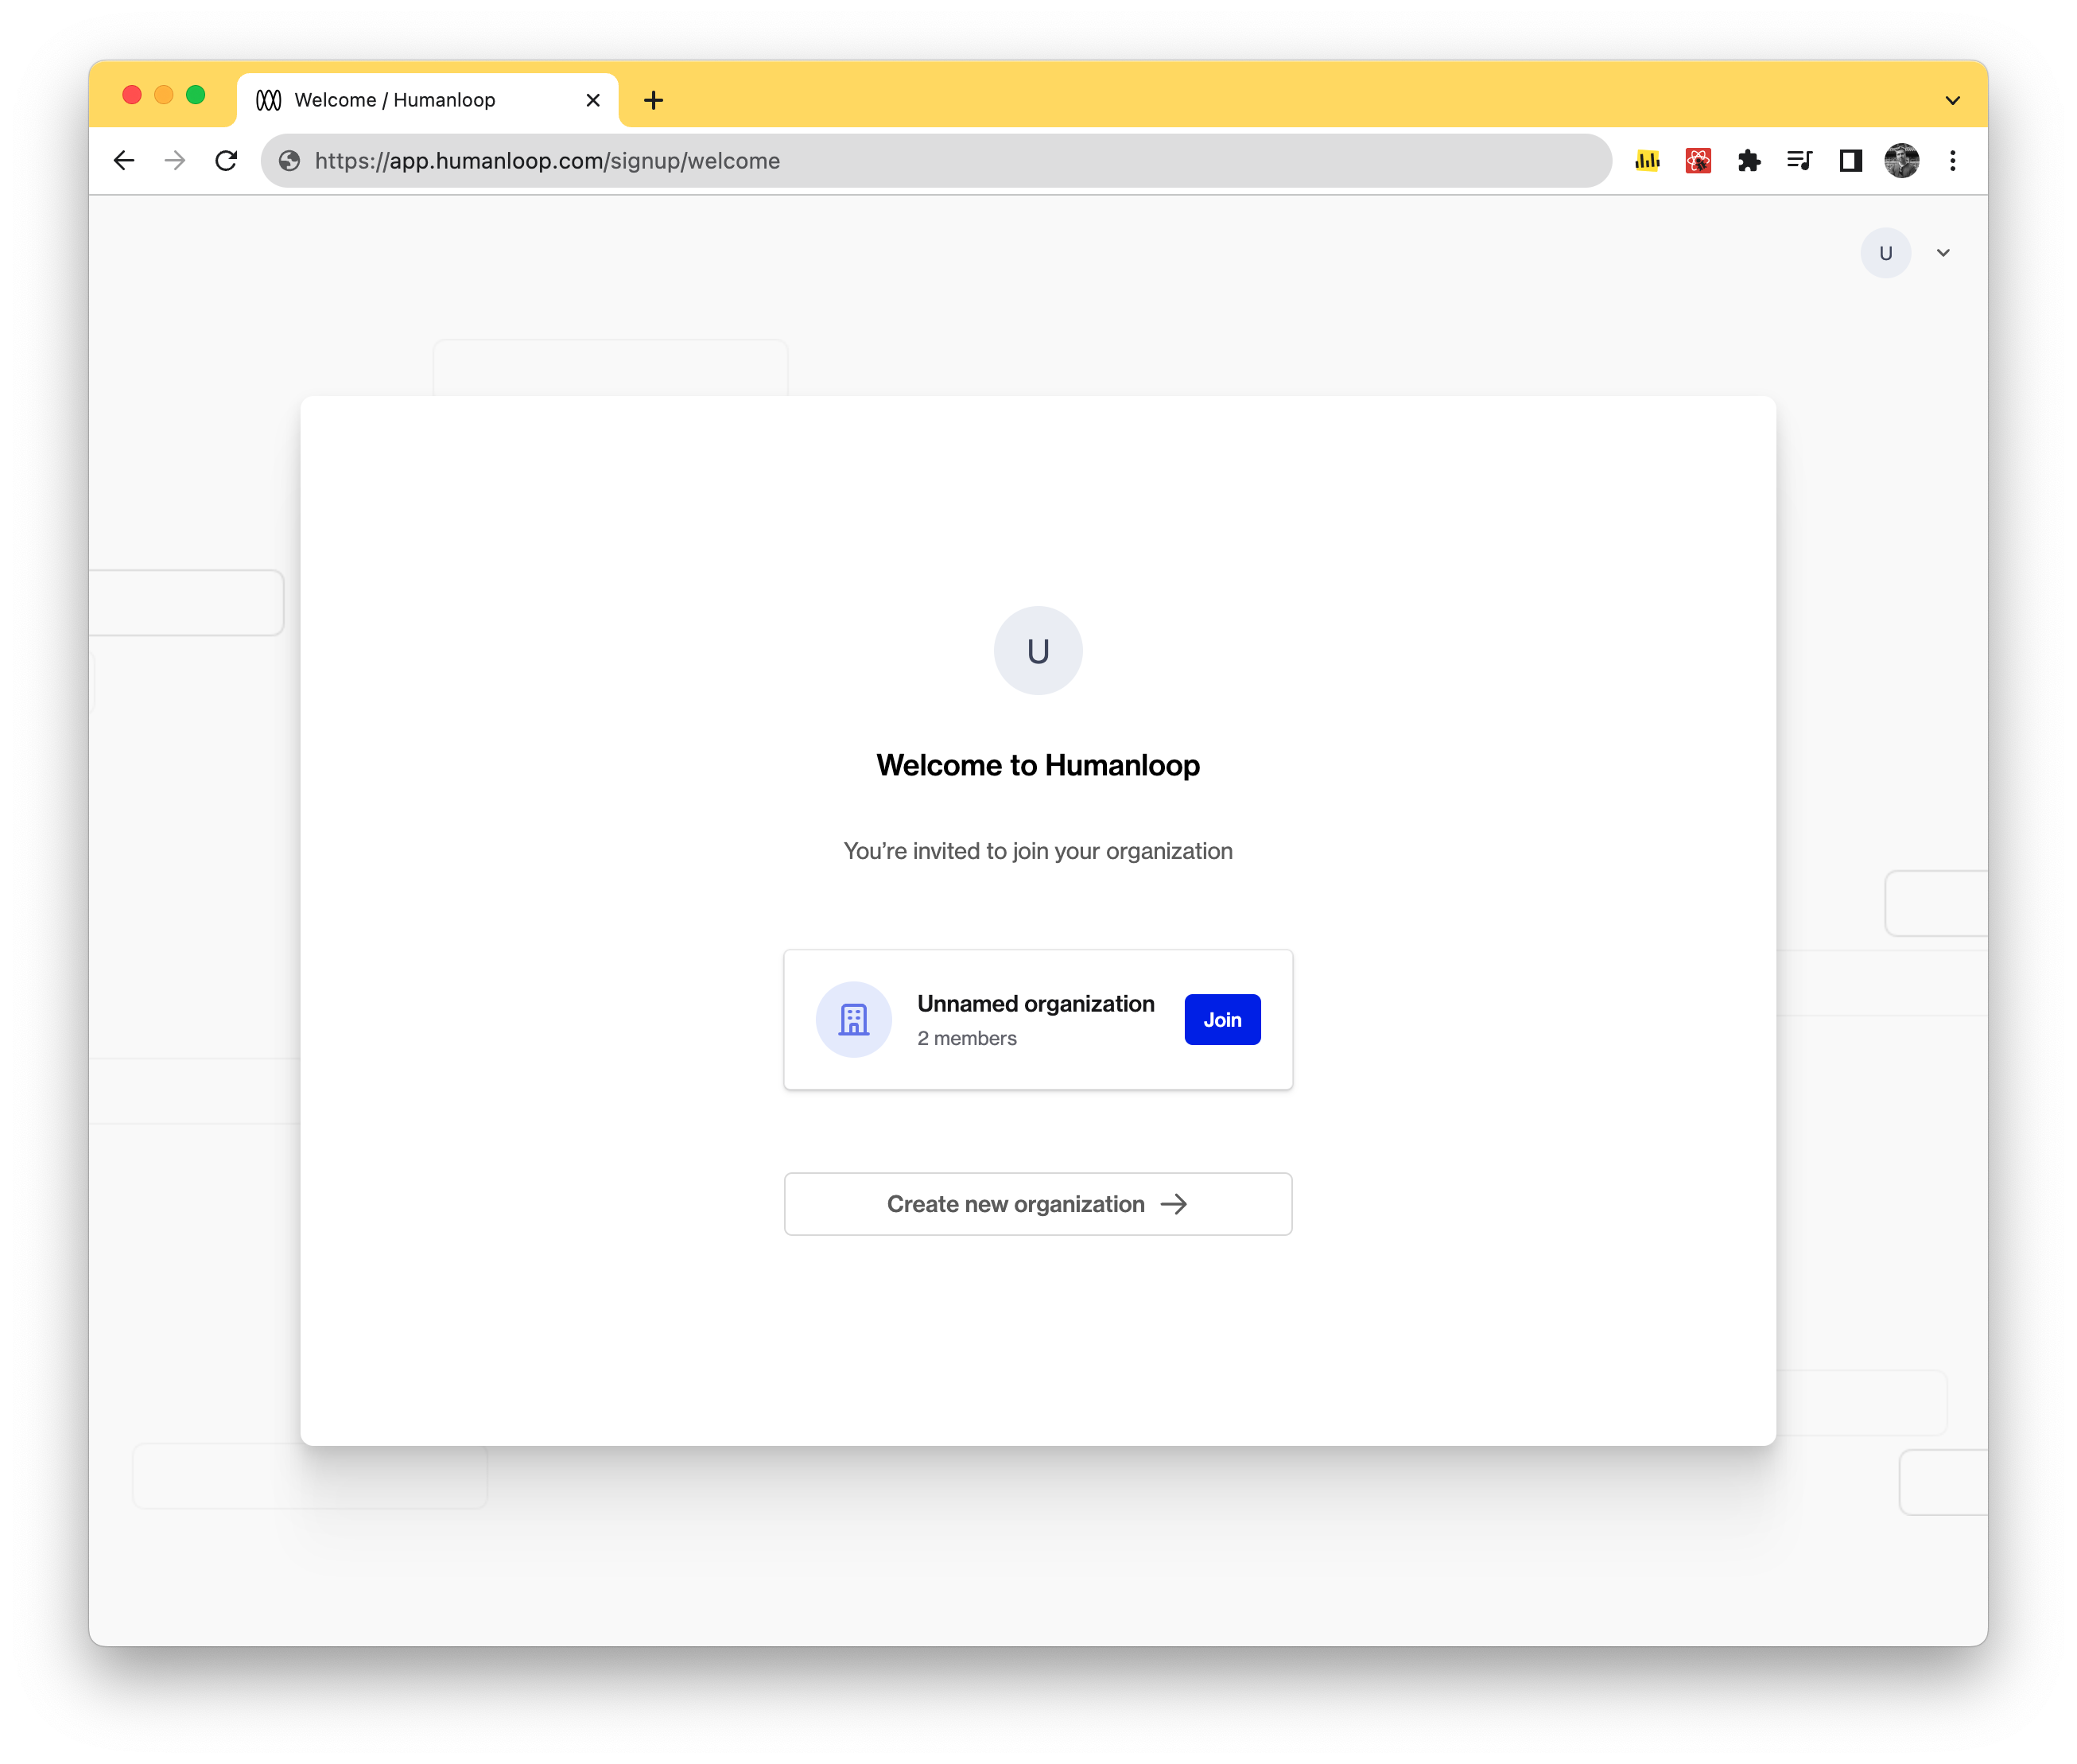 Welcome / Humanloop
https://app.humanloop.com/signup/welcome
U
U
Welcome to Humanloop
You’re invited to join your organization
Unnamed organization
2 members
Join
Create new organization